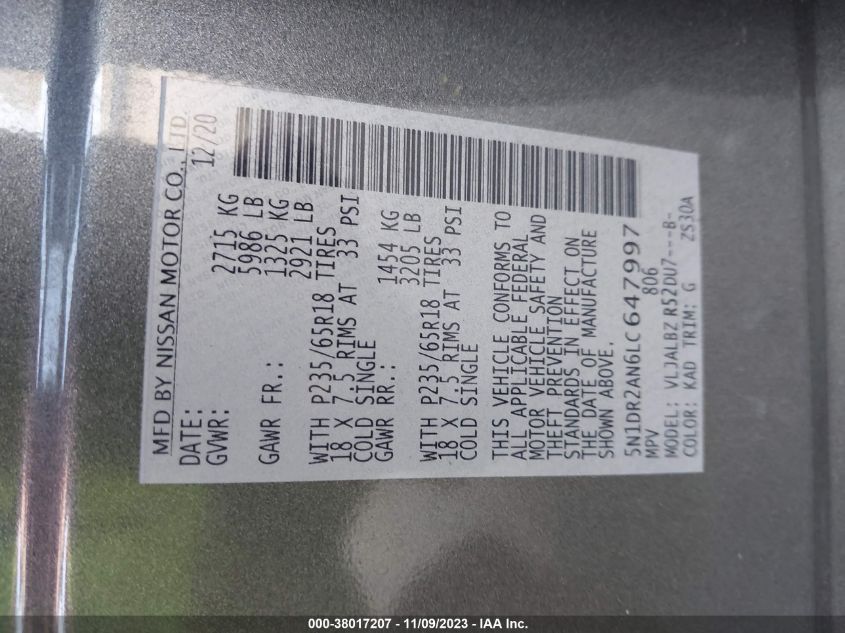 MFD BY NISSAN MOTOR CO., LTD.
DATE: 12/20
GVWR: 2715 KG
5986 LB
GAWR FR.: 1325 KG
2921 LB
WITH P235/65R18 TIRES
18 X 7.5 RIMS AT 33 PSI
COLD SINGLE
GAWR RR.: 1454 KG
3205 LB
WITH P235/65R18 TIRES
18 X 7.5 RIMS AT 33 PSI
COLD SINGLE
THIS VEHICLE CONFORMS TO
ALL APPLICABLE FEDERAL
MOTOR VEHICLE SAFETY AND
THEFT PREVENTION
STANDARDS IN EFFECT ON
THE DATE OF MANUFACTURE
SHOWN ABOVE.
5N1DR2AN6LC647997
MPV 806
MODEL: VLJALBZ R52DU7---B-
COLOR: KAD TRIM: G ZS30A
000-38017207 - 11/09/2023 - IAA Inc.